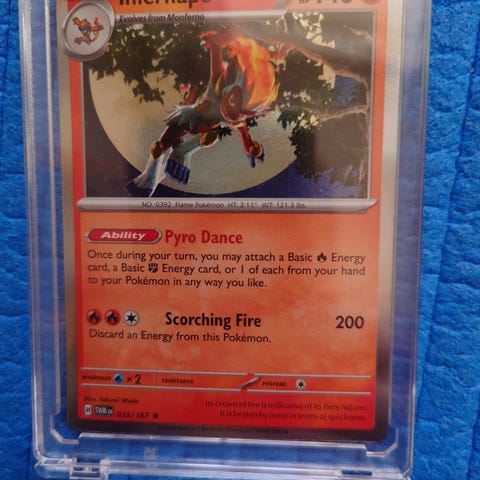 Infernape
Evolves from Monferno
NO. 0392 Flame Pokémon HT: 3'11" WT: 121.3 lbs.
Ability Pyro Dance
Once during your turn, you may attach a Basic Energy
card, a Basic Energy card, or 1 of each from your hand
to your Pokémon in any way you like.
Scorching Fire 200
Discard an Energy from this Pokémon.
weakness ×2 resistance retreat
Illus. Takumi Wada
H TWM EN 033/167 ★
Its crown of fire is indicative of its fiery nature.
It is beaten by none in terms of quickness.